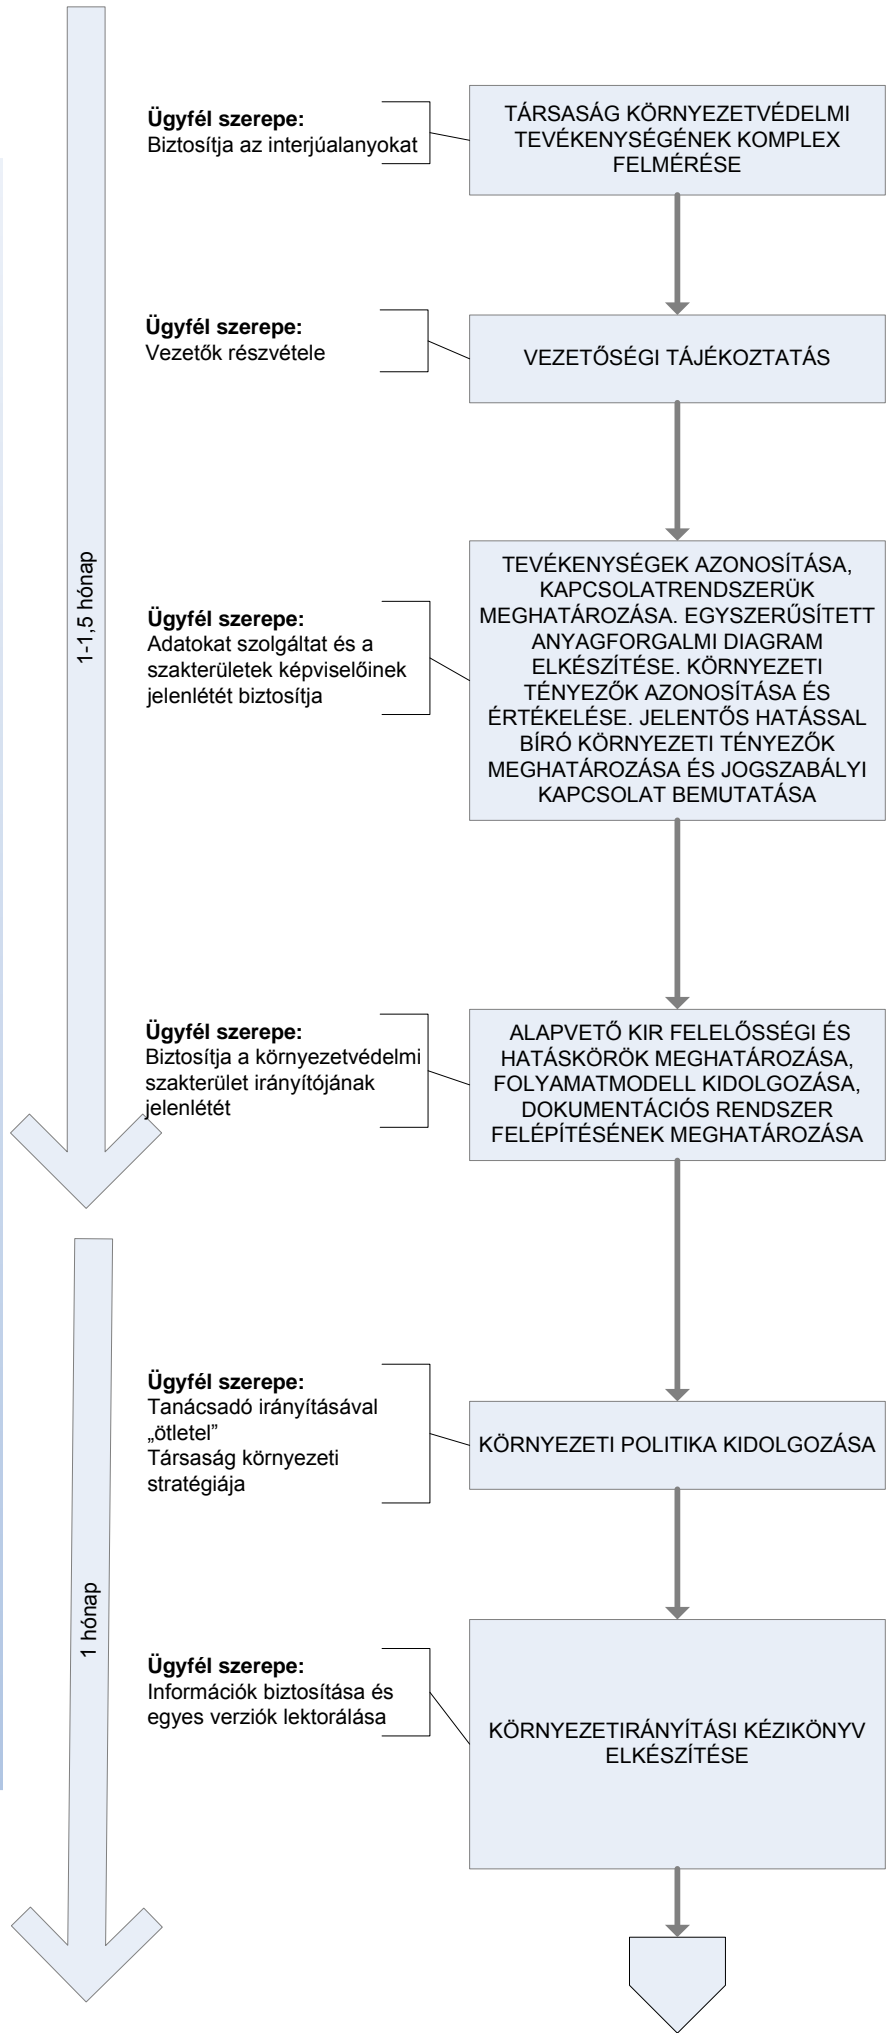 Ügyfél szerepe:
Biztosítja az interjúalanyokat
TÁRSASÁG KÖRNYEZETVÉDELMI
TEVÉKENYSÉGÉNEK KOMPLEX
FELMÉRÉSE
Ügyfél szerepe:
Vezetők részvétele
VEZETŐSÉGI TÁJÉKOZTATÁS
1-1,5 hónap
Ügyfél szerepe:
Adatokat szolgáltat és a
szakterületek képviselőinek
jelenlétét biztosítja
TEVÉKENYSÉGEK AZONOSÍTÁSA,
KAPCSOLATRENDSZERÜK
MEGHATÁROZÁSA. EGYSZERŰSÍTETT
ANYAGFORGALMI DIAGRAM
ELKÉSZÍTÉSE. KÖRNYEZETI
TÉNYEZŐK AZONOSÍTÁSA ÉS
ÉRTÉKELÉSE. JELENTŐS HATÁSSAL
BÍRÓ KÖRNYEZETI TÉNYEZŐK
MEGHATÁROZÁSA ÉS JOGSZABÁLYI
KAPCSOLAT BEMUTATÁSA
Ügyfél szerepe:
Biztosítja a környezetvédelmi
szakterület irányítójának
jelenlétét
ALAPVETŐ KIR FELELŐSSÉGI ÉS
HATÁSKÖRÖK MEGHATÁROZÁSA,
FOLYAMATMODELL KIDOLGOZÁSA,
DOKUMENTÁCIÓS RENDSZER
FELÉPÍTÉSÉNEK MEGHATÁROZÁSA
Ügyfél szerepe:
Tanácsadó irányításával
„ötletel”
Társaság környezeti
stratégiája
KÖRNYEZETI POLITIKA KIDOLGOZÁSA
1 hónap
Ügyfél szerepe:
Információk biztosítása és
egyes verziók lektorálása
KÖRNYEZETIRÁNYÍTÁSI KÉZIKÖNYV
ELKÉSZÍTÉSE